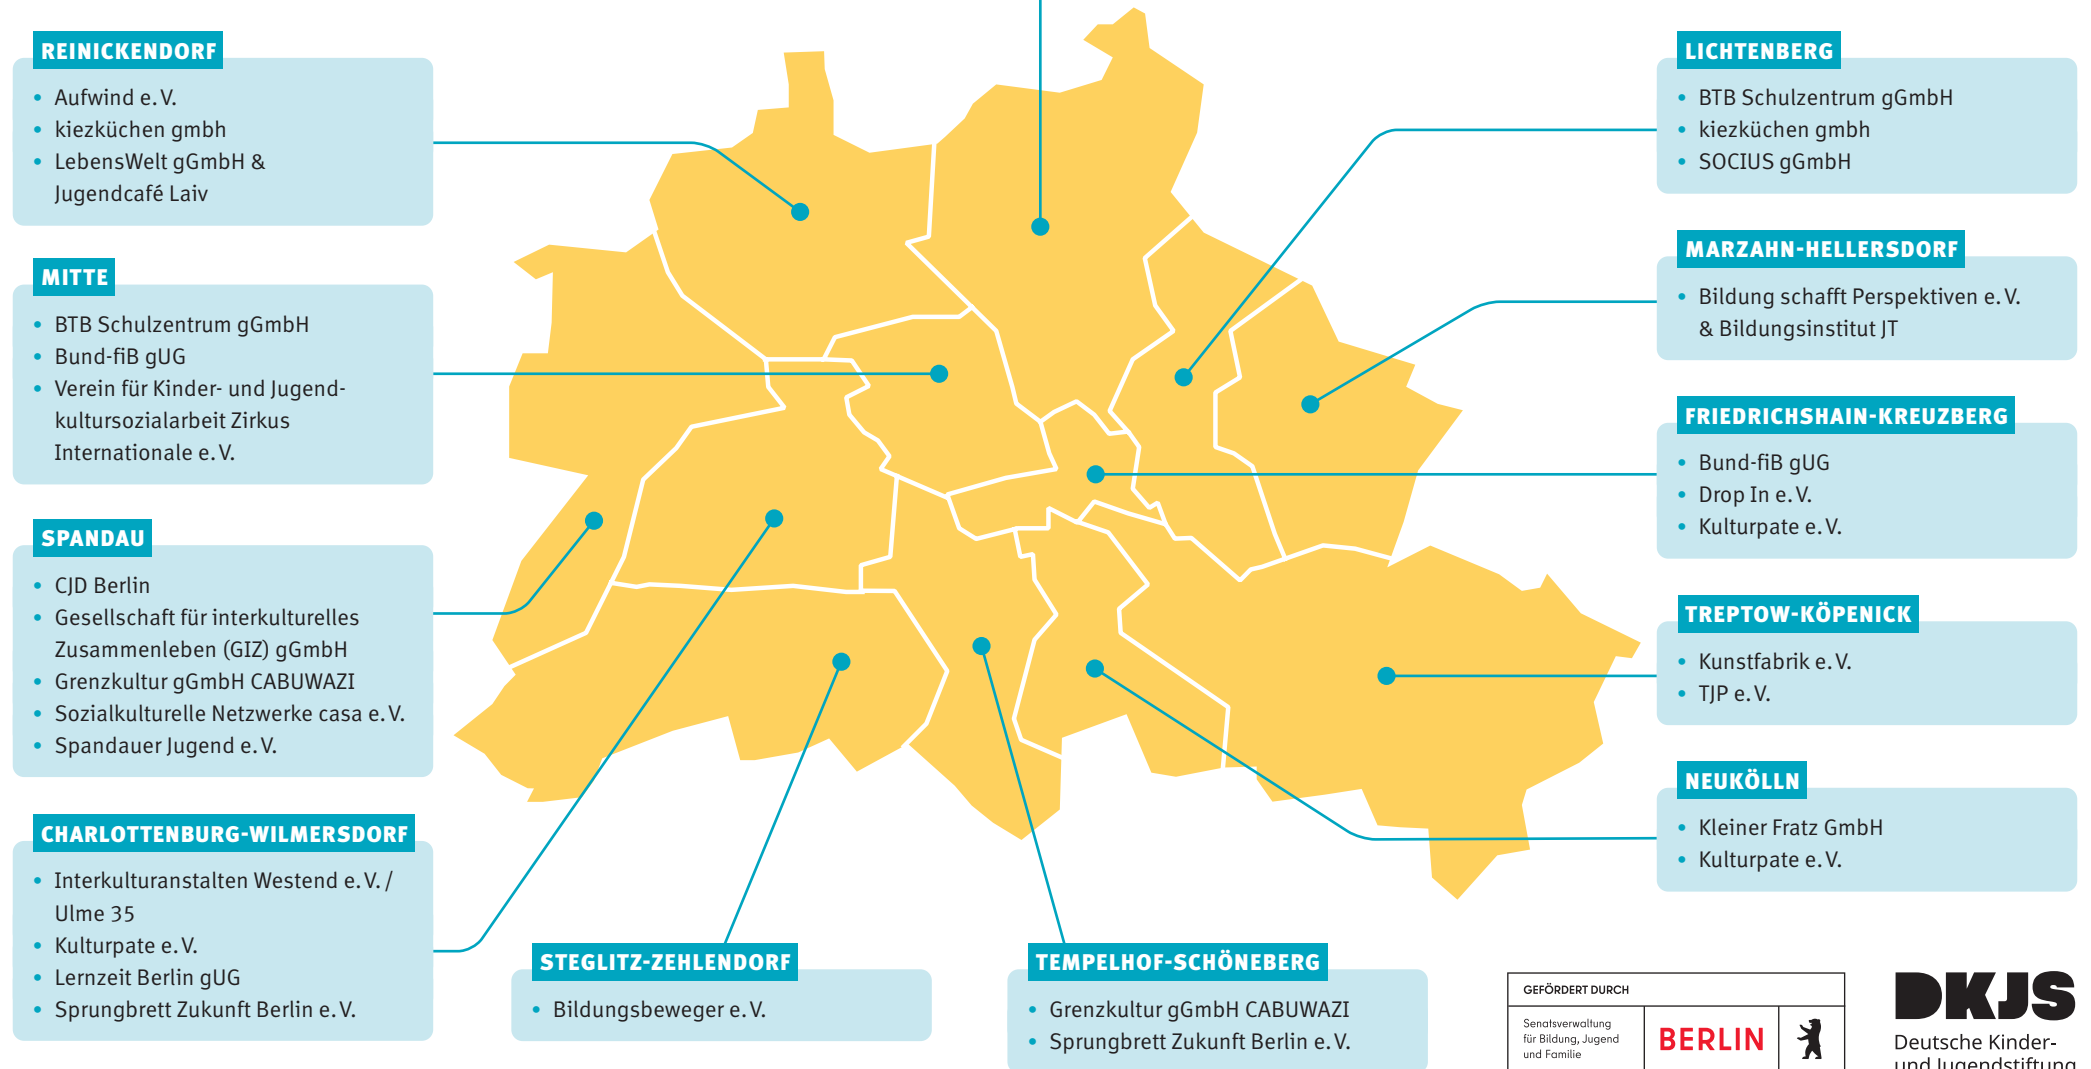 REINICKENDORF
• Aufwind e. V.
• kiezküchen gmbh
• LebensWelt gGmbH &
Jugendcafé Laiv
MITTE
• BTB Schulzentrum gGmbH
• Bund-fiB gUG
• Verein für Kinder- und Jugend-
kultursozialarbeit Zirkus
Internationale e. V.
SPANDAU
• CJD Berlin
• Gesellschaft für interkulturelles
Zusammenleben (GIZ) gGmbH
• Grenzkultur gGmbH CABUWAZI
• Sozialkulturelle Netzwerke casa e. V.
• Spandauer Jugend e. V.
CHARLOTTENBURG-WILMERSDORF
• Interkulturanstalten Westend e. V. /
Ulme 35
• Kulturpate e. V.
• Lernzeit Berlin gUG
• Sprungbrett Zukunft Berlin e. V.
STEGLITZ-ZEHLENDORF
• Bildungsbeweger e. V.
TEMPELHOF-SCHÖNEBERG
• Grenzkultur gGmbH CABUWAZI
• Sprungbrett Zukunft Berlin e. V.
LICHTENBERG
• BTB Schulzentrum gGmbH
• kiezküchen gmbh
• SOCIUS gGmbH
MARZAHN-HELLERSDORF
• Bildung schafft Perspektiven e. V.
& Bildungsinstitut JT
FRIEDRICHSHAIN-KREUZBERG
• Bund-fiB gUG
• Drop In e. V.
• Kulturpate e. V.
TREPTOW-KÖPENICK
• Kunstfabrik e. V.
• TJP e. V.
NEUKÖLLN
• Kleiner Fratz GmbH
• Kulturpate e. V.
GEFÖRDERT DURCH
Senatsverwaltung
für Bildung, Jugend
und Familie
BERLIN
DKJS
Deutsche Kinder-
und Jugendstiftung